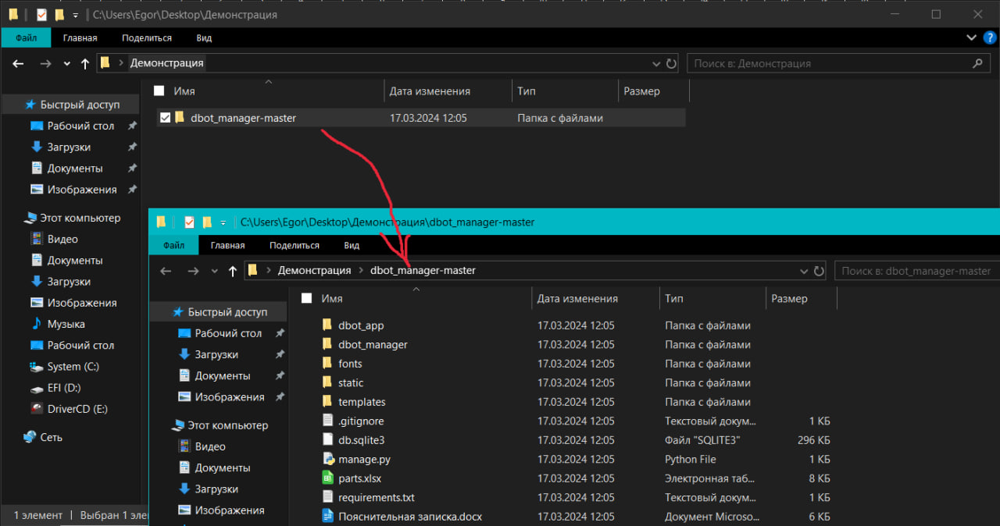 C:\Users\Egor\Desktop\Демонстрация
Файл Главная Поделиться Вид
Демонстрация Поиск в: Демонстрация
Имя Дата изменения Тип Размер
dbot_manager-master 17.03.2024 12:05 Папка с файлами
Быстрый доступ
Рабочий стол
Загрузки
Документы
Изображения
Этот компьютер
Видео
Документы
Загрузки
Изображения
Музыка
Рабочий стол
System (C:)
EFI (D:)
DriverCD (E:)
Сеть
1 элемент Выбран 1 эле
C:\Users\Egor\Desktop\Демонстрация\dbot_manager-master
Файл Главная Поделиться Вид
Демонстрация dbot_manager-master Поиск в: dbot_manager-master
Быстрый доступ
Рабочий стол
Загрузки
Документы
Изображения
Этот компьютер
Видео
Документы
Загрузки
Изображения
Имя Дата изменения Тип Размер
dbot_app 17.03.2024 12:05 Папка с файлами
dbot_manager 17.03.2024 12:05 Папка с файлами
fonts 17.03.2024 12:05 Папка с файлами
static 17.03.2024 12:05 Папка с файлами
templates 17.03.2024 12:05 Папка с файлами
.gitignore 17.03.2024 12:05 Текстовый докум... 1 КБ
db.sqlite3 17.03.2024 12:05 Файл "SQLITE3" 296 КБ
manage.py 17.03.2024 12:05 Python File 1 КБ
parts.xlsx 17.03.2024 12:05 Электронная таб... 8 КБ
requirements.txt 17.03.2024 12:05 Текстовый докум... 1 КБ
Пояснительная записка.docx 17.03.2024 12:05 Документ Microso... 6 КБ